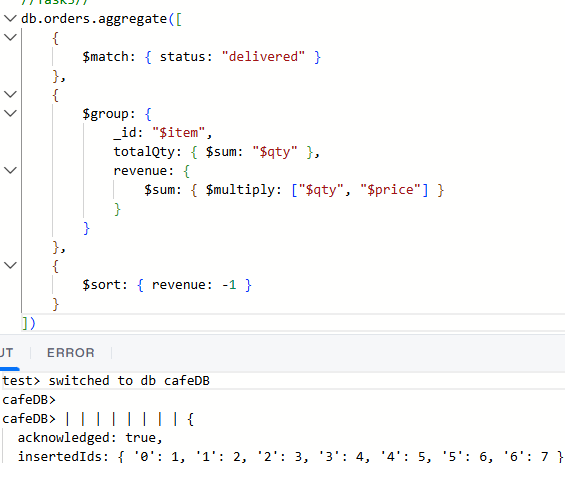 //Task5//
db.orders.aggregate([
    {
        $match: { status: "delivered" }
    },
    {
        $group: {
            _id: "$item",
            totalQty: { $sum: "$qty" },
            revenue: {
                $sum: { $multiply: ["$qty", "$price"] }
            }
        }
    },
    {
        $sort: { revenue: -1 }
    }
])
UT ERROR
test> switched to db cafeDB
cafeDB>
cafeDB> | | | | | | | | {
  acknowledged: true,
  insertedIds: { '0': 1, '1': 2, '2': 3, '3': 4, '4': 5, '5': 6, '6': 7 }